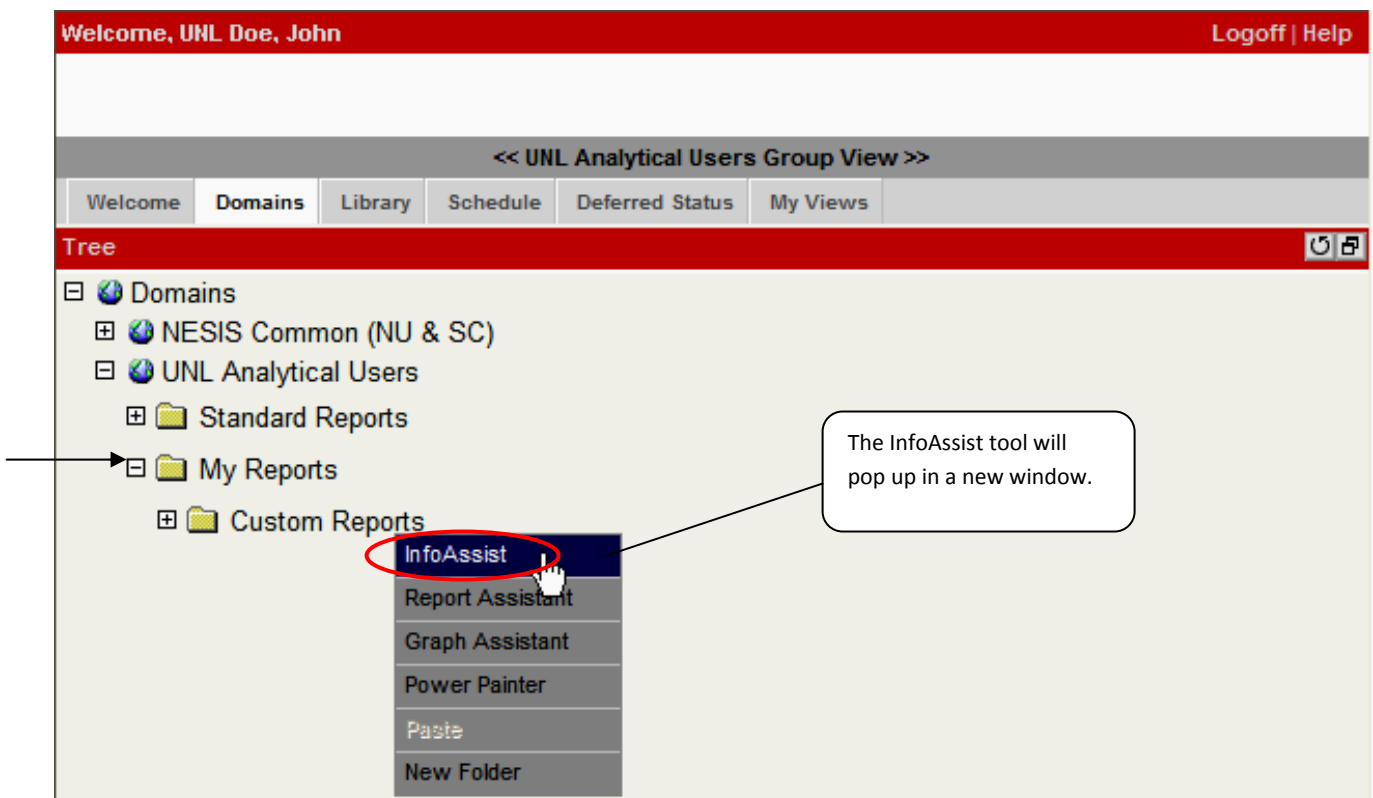 Welcome, UNL Doe, John Logoff | Help
<< UNL Analytical Users Group View >>
Welcome Domains Library Schedule Deferred Status My Views
Tree
Domains
NESIS Common (NU & SC)
UNL Analytical Users
Standard Reports
My Reports
Custom Reports
The InfoAssist tool will
pop up in a new window.
InfoAssist
Report Assistant
Graph Assistant
Power Painter
Paste
New Folder